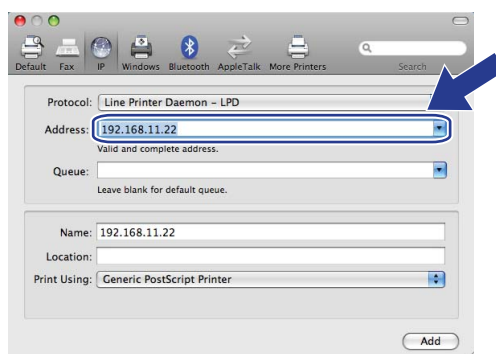 Default Fax IP Windows Bluetooth AppleTalk More Printers Search
Protocol: Line Printer Daemon – LPD
Address: 192.168.11.22
Valid and complete address.
Queue:
Leave blank for default queue.
Name: 192.168.11.22
Location:
Print Using: Generic PostScript Printer
Add